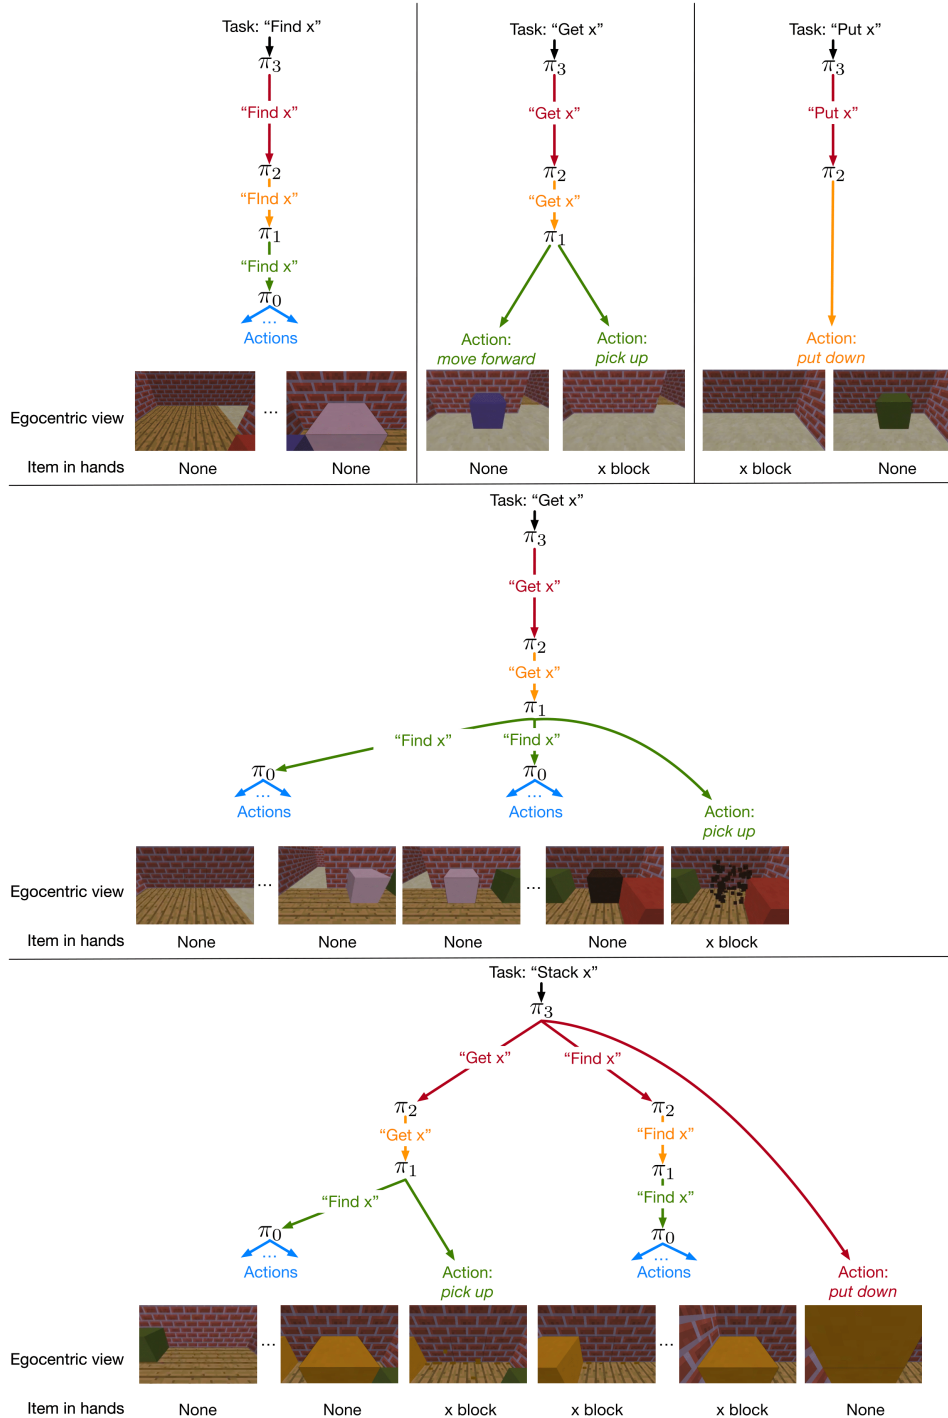 Task: “Find x”
π3
“Find x”
π2
“FInd x”
π1
“Find x”
π0
...
Actions
Task: “Get x”
π3
“Get x”
π2
“Get x”
π1
Action:
move forward
Action:
pick up
Task: “Put x”
π3
“Put x”
π2
Action:
put down
Egocentric view
...
Item in hands
None
None
None
x block
x block
None
Task: “Get x”
π3
“Get x”
π2
“Get x”
π1
“Find x”
“Find x”
π0
...
Actions
π0
...
Actions
Action:
pick up
Egocentric view
...
...
Item in hands
None
None
None
None
x block
Task: “Stack x”
π3
“Get x”
“Find x”
π2
π2
“Get x”
“Find x”
π1
π1
“Find x”
“Find x”
π0
π0
...
...
Actions
Action:
pick up
Actions
Action:
put down
Egocentric view
...
...
Item in hands
None
None
x block
x block
x block
None